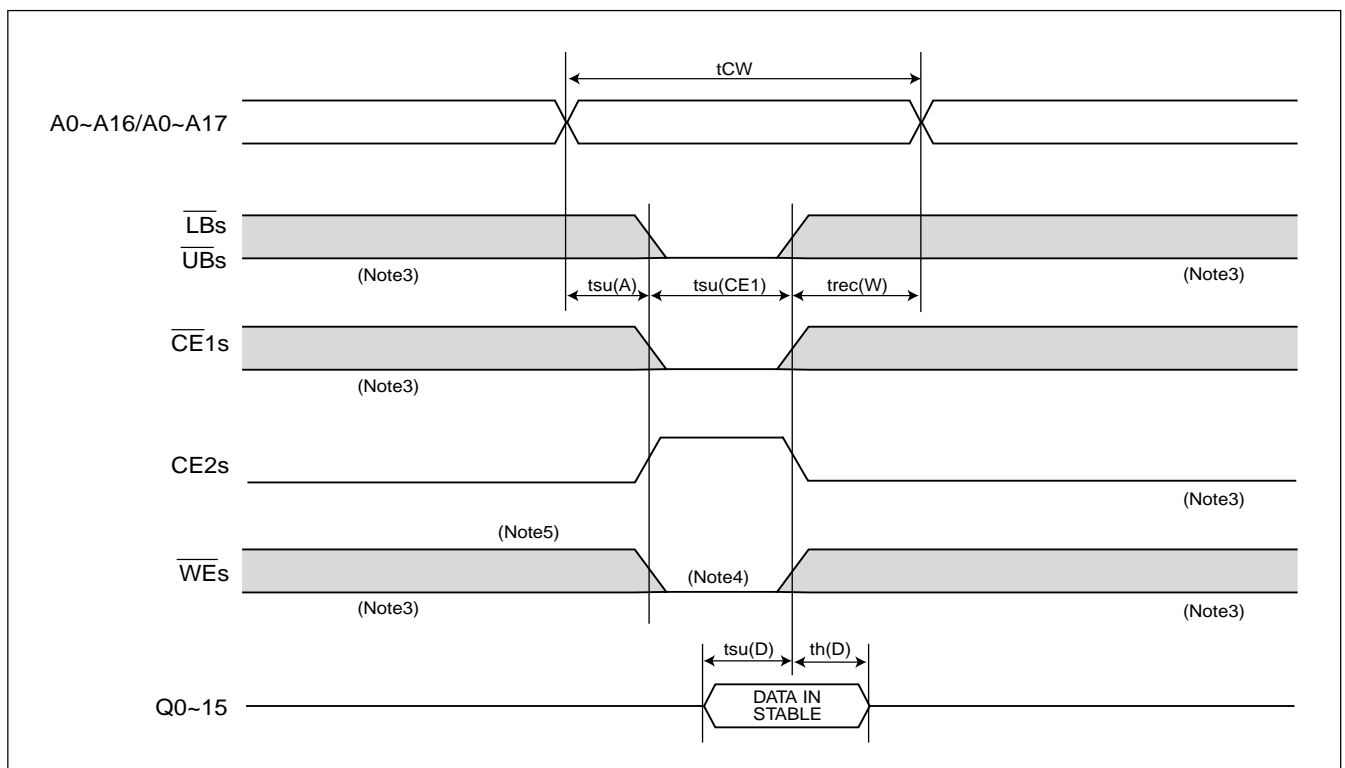 tCW
A0~A16/A0~A17
LBs
UBs
(Note3)
(Note3)
tsu(A)
tsu(CE1)
trec(W)
CE1s
(Note3)
CE2s
(Note3)
(Note5)
WEs
(Note4)
(Note3)
(Note3)
tsu(D)
th(D)
Q0~15
DATA IN
STABLE